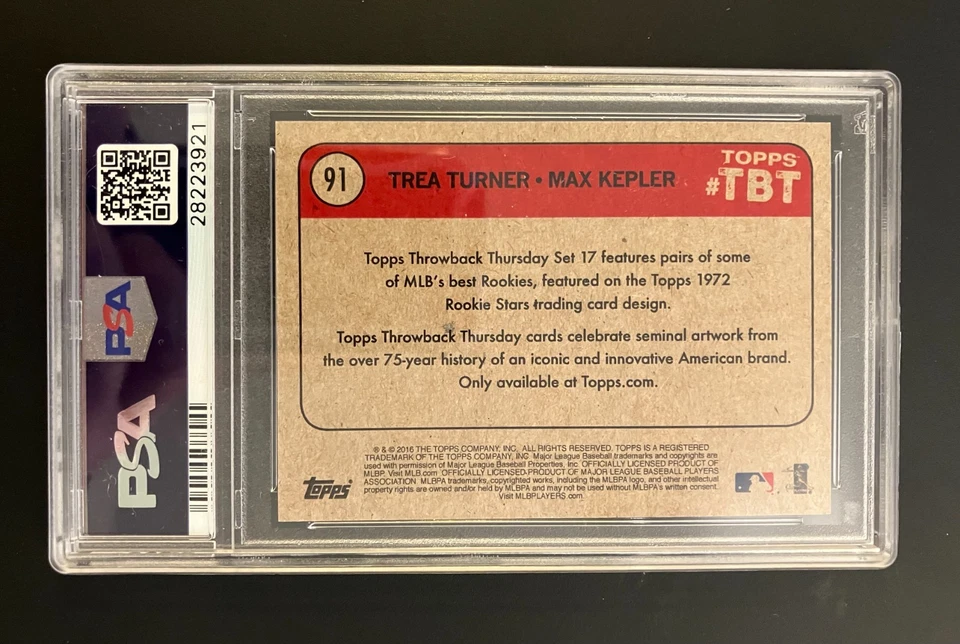 PSA
PSA
28223921
91
TREA TURNER • MAX KEPLER
TOPPS
#TBT
Topps Throwback Thursday Set 17 features pairs of some
of MLB's best Rookies, featured on the Topps 1972
Rookie Stars trading card design.
Topps Throwback Thursday cards celebrate seminal artwork from
the over 75-year history of an iconic and innovative American brand.
Only available at Topps.com.
Topps
® & © 2016 THE TOPPS COMPANY, INC. ALL RIGHTS RESERVED. TOPPS IS A REGISTERED
TRADEMARK OF THE TOPPS COMPANY, INC. Major League Baseball trademarks and copyrights are
used with permission of Major League Baseball Properties, Inc. OFFICIALLY LICENSED PRODUCT OF
MLBP. Visit MLB.com OFFICIALLY LICENSED-PRODUCT OF MAJOR LEAGUE BASEBALL PLAYERS
ASSOCIATION. MLBPA trademarks, copyrighted works, including the MLBPA logo, and other intellectual
property rights are owned and/or held by MLBPA and may not be used without MLBPA's written consent.
Visit MLBPLAYERS.com